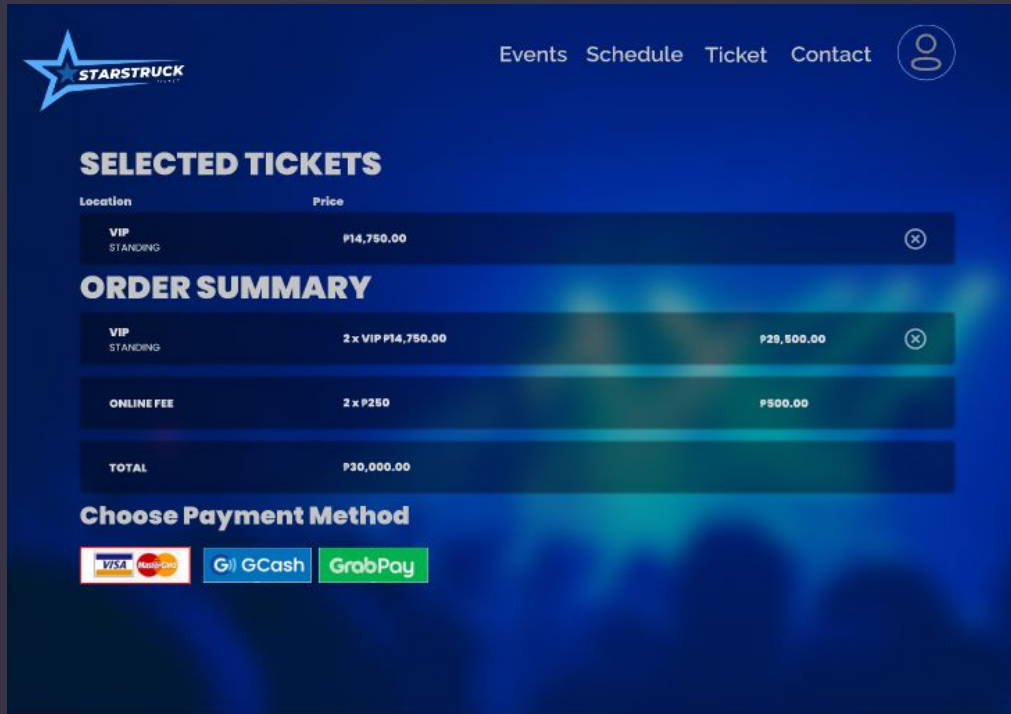 STARSTRUCK
Events Schedule Ticket Contact
SELECTED TICKETS
Location Price
VIP
STANDING
₱14,750.00
ORDER SUMMARY
VIP
STANDING
2 x VIP ₱14,750.00
₱29,500.00
ONLINE FEE 2 x ₱250 ₱500.00
TOTAL ₱30,000.00
Choose Payment Method
VISA MasterCard G)) GCash GrabPay